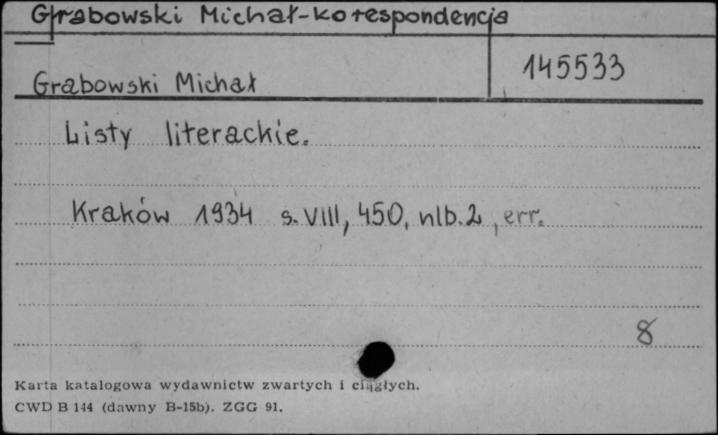 Grabowski Michał-korespondencja
145533
Grabowski Michał
Listy literackie.
Kraków 1934 s. VIII, 450, nlb. 2, err.
8
Karta katalogowa wydawnictw zwartych i ciągłych.
CWD B 144 (dawny B-15b). ZGG 91.